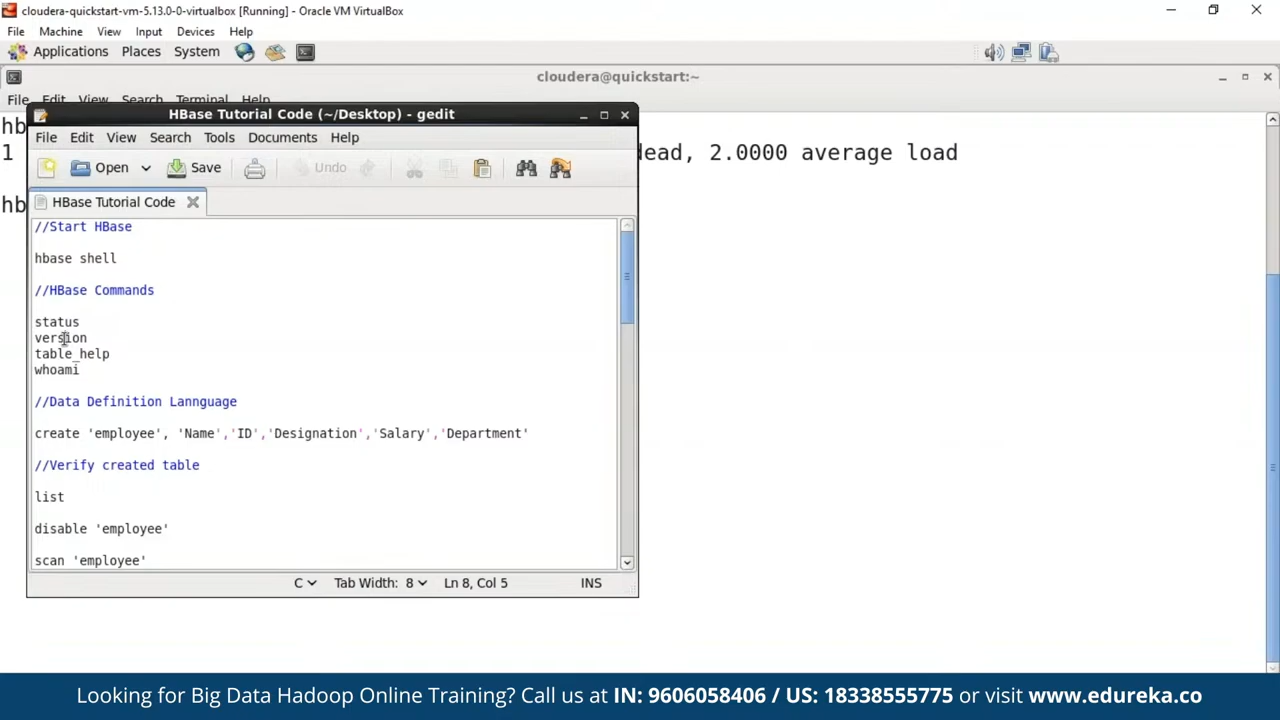 cloudera-quickstart-vm-5.13.0-0-virtualbox [Running] - Oracle VM VirtualBox
File Machine View Input Devices Help
Applications Places System
cloudera@quickstart:~
File Edit View Search Terminal Help
hb
1 dead, 2.0000 average load
hb
HBase Tutorial Code (~/Desktop) - gedit
File Edit View Search Tools Documents Help
Open Save Undo
HBase Tutorial Code
//Start HBase
hbase shell
//HBase Commands
status
version
table_help
whoami
//Data Definition Lannguage
create 'employee', 'Name','ID','Designation','Salary','Department'
//Verify created table
list
disable 'employee'
scan 'employee'
C Tab Width: 8 Ln 8, Col 5 INS
Looking for Big Data Hadoop Online Training? Call us at IN: 9606058406 / US: 18338555775 or visit www.edureka.co